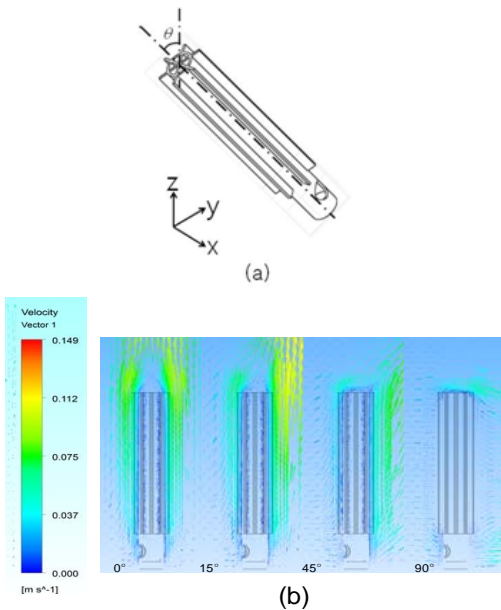 θ
z
y
x
(a)
Velocity
Vector 1
0.149
0.112
0.075
0.037
0.000
[m s^-1]
0° 15° 45° 90°
(b)